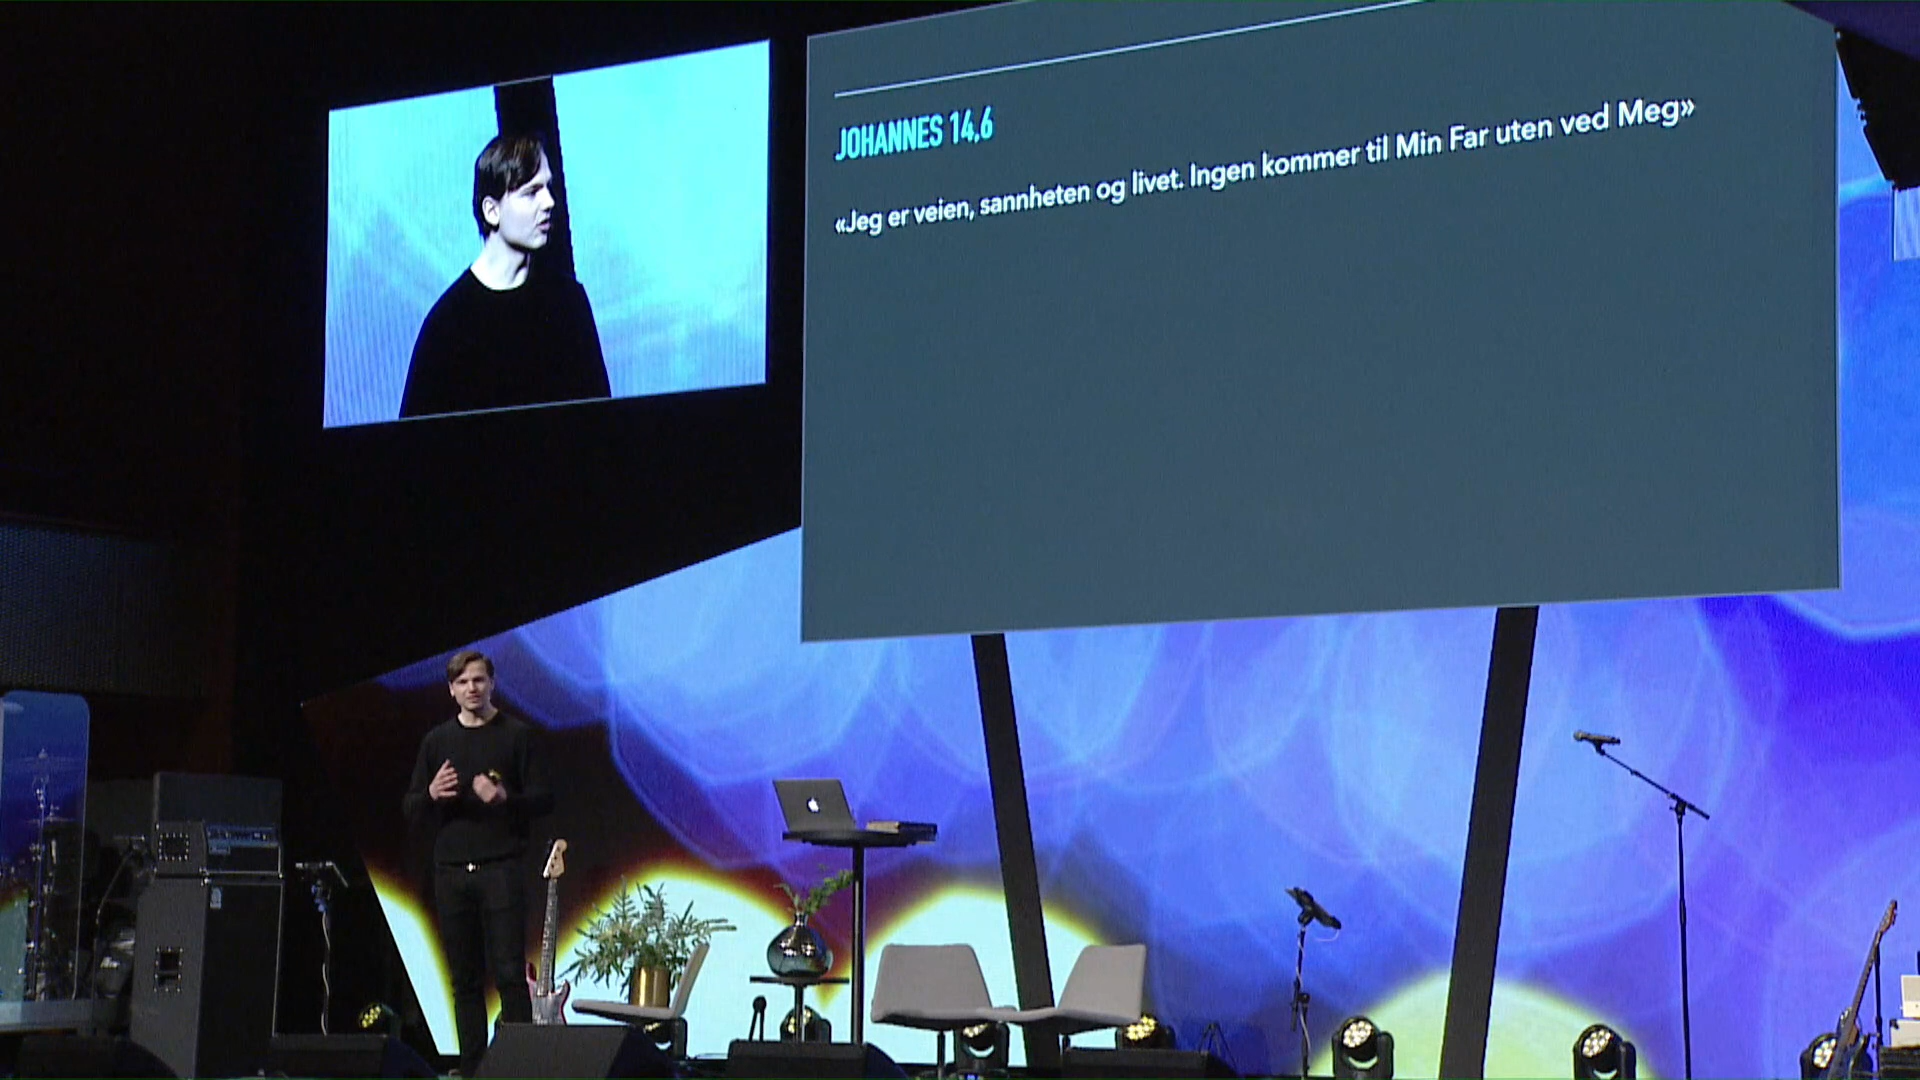 JOHANNES 14,6
«Jeg er veien, sannheten og livet. Ingen kommer til Min Far uten ved Meg»